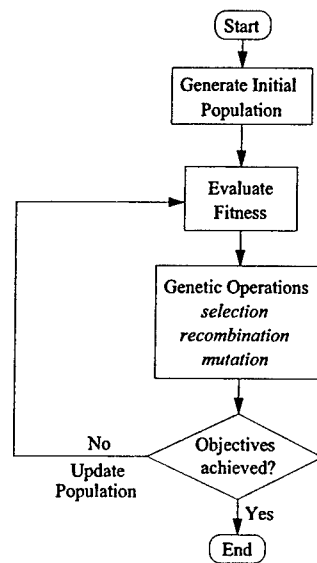 Start
Generate Initial
Population
Evaluate
Fitness
Genetic Operations
selection
recombination
mutation
Objectives
achieved?
No
Update
Population
Yes
End